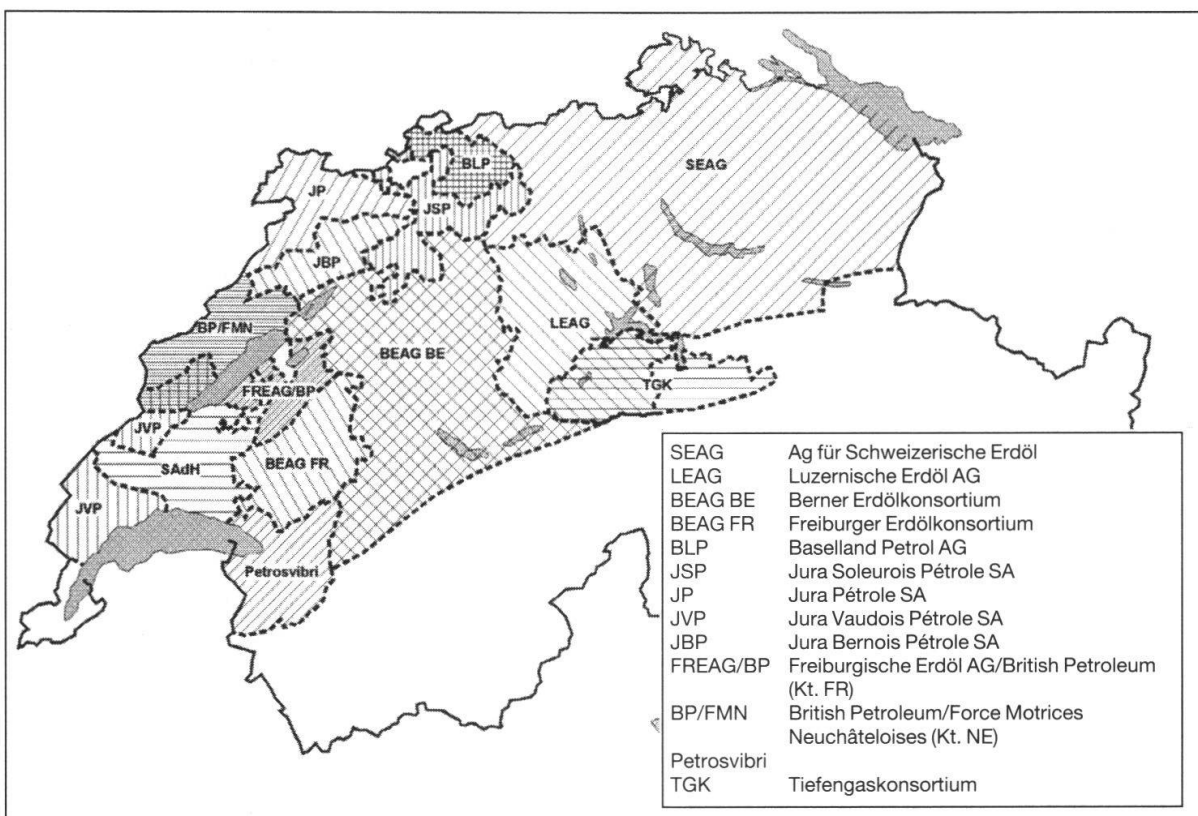 SEAG
BLP
JP
JSP
JBP
BP/FMN
LEAG
BEAG BE
TGK
FREAG/BP
JVP
BEAG FR
SAdH
JVP
Petrosvibri
SEAG Ag für Schweizerische Erdöl
LEAG Luzernische Erdöl AG
BEAG BE Berner Erdölkonsortium
BEAG FR Freiburger Erdölkonsortium
BLP Baselland Petrol AG
JSP Jura Soleurois Pétrole SA
JP Jura Pétrole SA
JVP Jura Vaudois Pétrole SA
JBP Jura Bernois Pétrole SA
FREAG/BP Freiburgische Erdöl AG/British Petroleum
(Kt. FR)
BP/FMN British Petroleum/Force Motrices
Neuchâteloises (Kt. NE)
Petrosvibri
TGK Tiefengaskonsortium